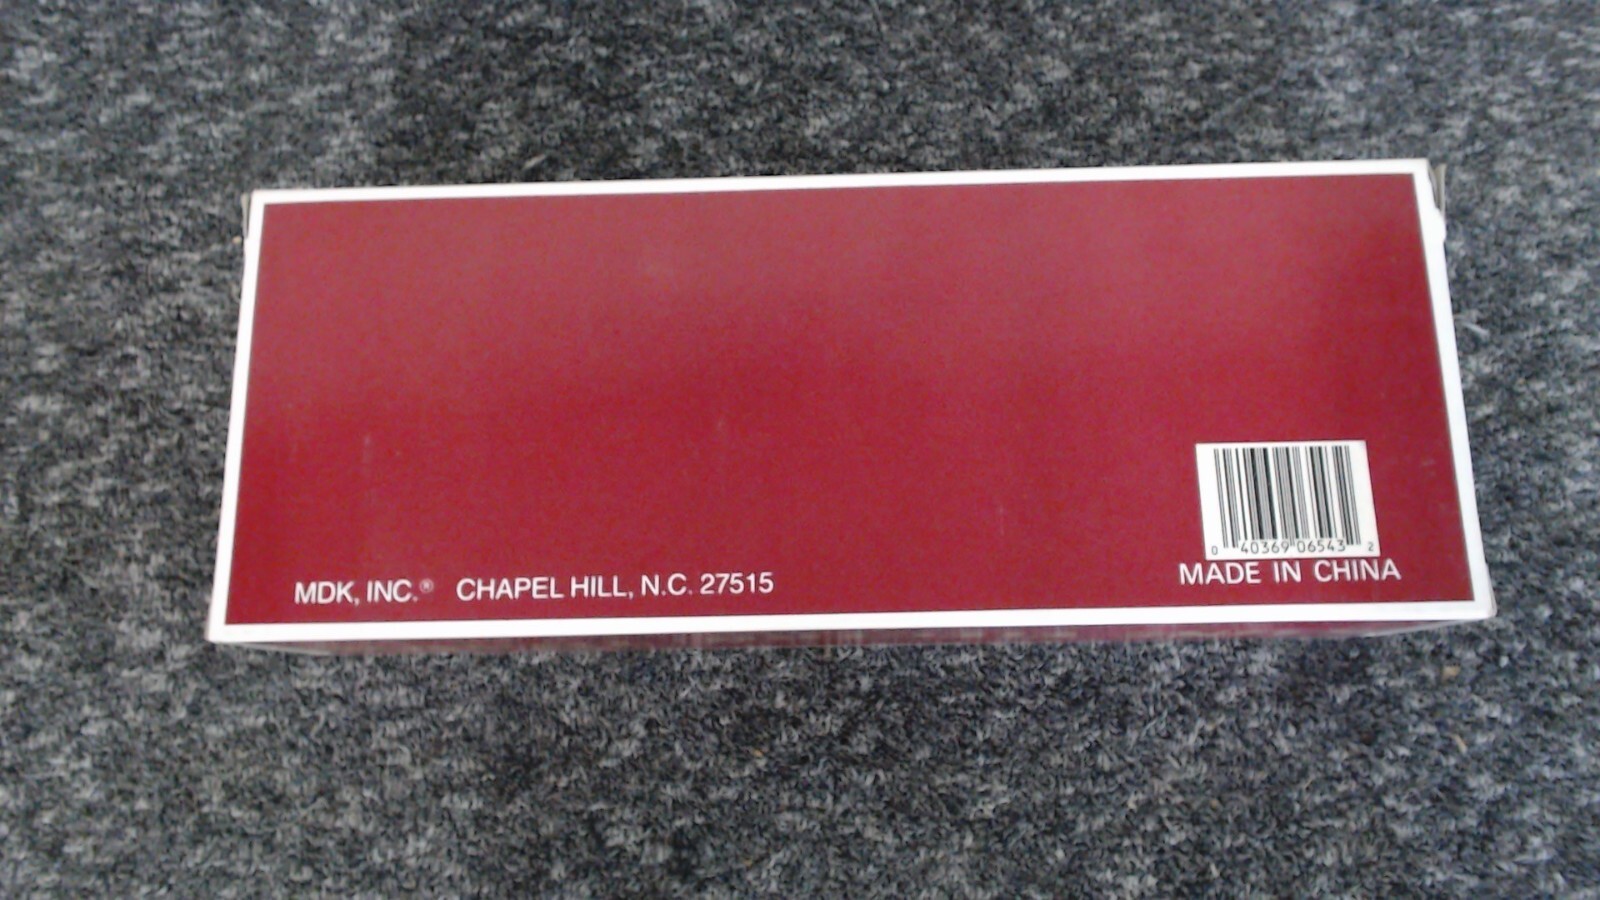 MDK, INC.® CHAPEL HILL, N.C. 27515
0 40369 06543 2
MADE IN CHINA